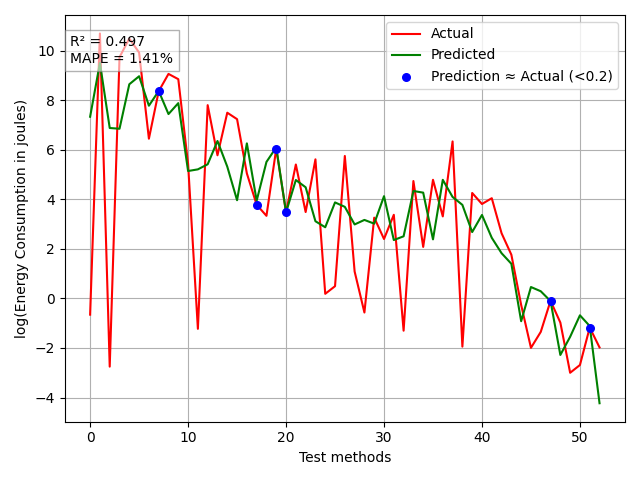 R² = 0.497
MAPE = 1.41%
Actual
Predicted
Prediction ≈ Actual (<0.2)
log(Energy Consumption in joules)
10
8
6
4
2
0
−2
−4
0
10
20
30
40
50
Test methods